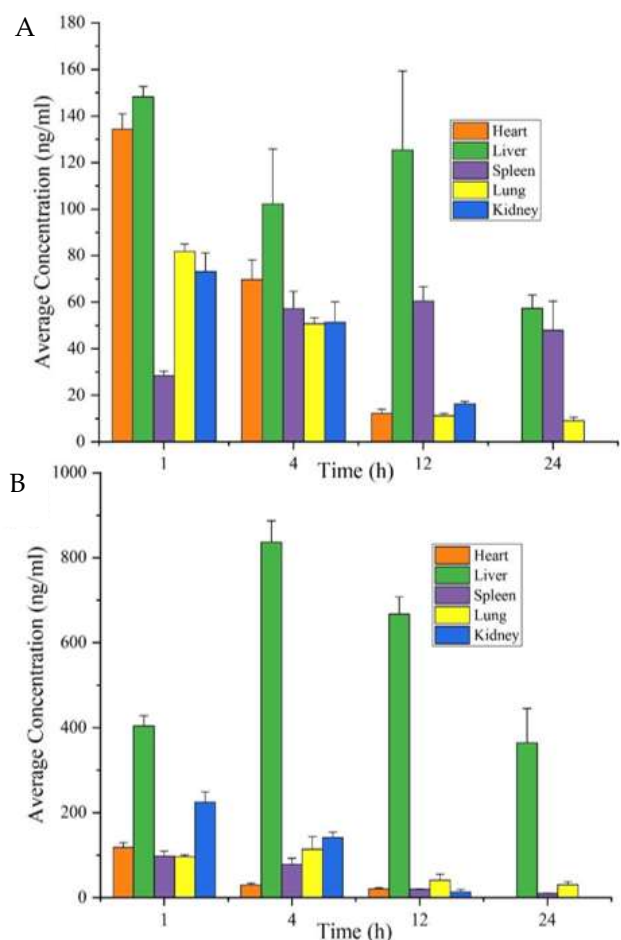 A
Average Concentration (ng/ml)
180
160
140
120
100
80
60
40
20
0
Heart
Liver
Spleen
Lung
Kidney
1
4
12
24
Time (h)
B
Average Concentration (ng/ml)
1000
800
600
400
200
0
Heart
Liver
Spleen
Lung
Kidney
1
4
12
24
Time (h)